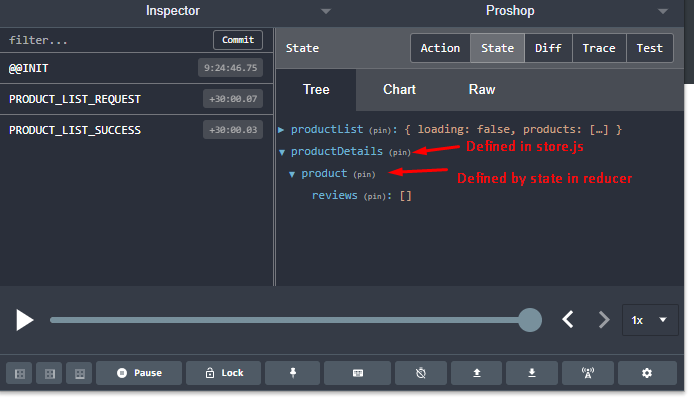 Inspector
Proshop
filter...
Commit
@@INIT
9:24:46.75
PRODUCT_LIST_REQUEST
+30:00.07
PRODUCT_LIST_SUCCESS
+30:00.03
State
Action
State
Diff
Trace
Test
Tree
Chart
Raw
productList (pin): { loading: false, products: […] }
productDetails (pin)
Defined in store.js
product (pin)
Defined by state in reducer
reviews (pin): []
1x
Pause
Lock